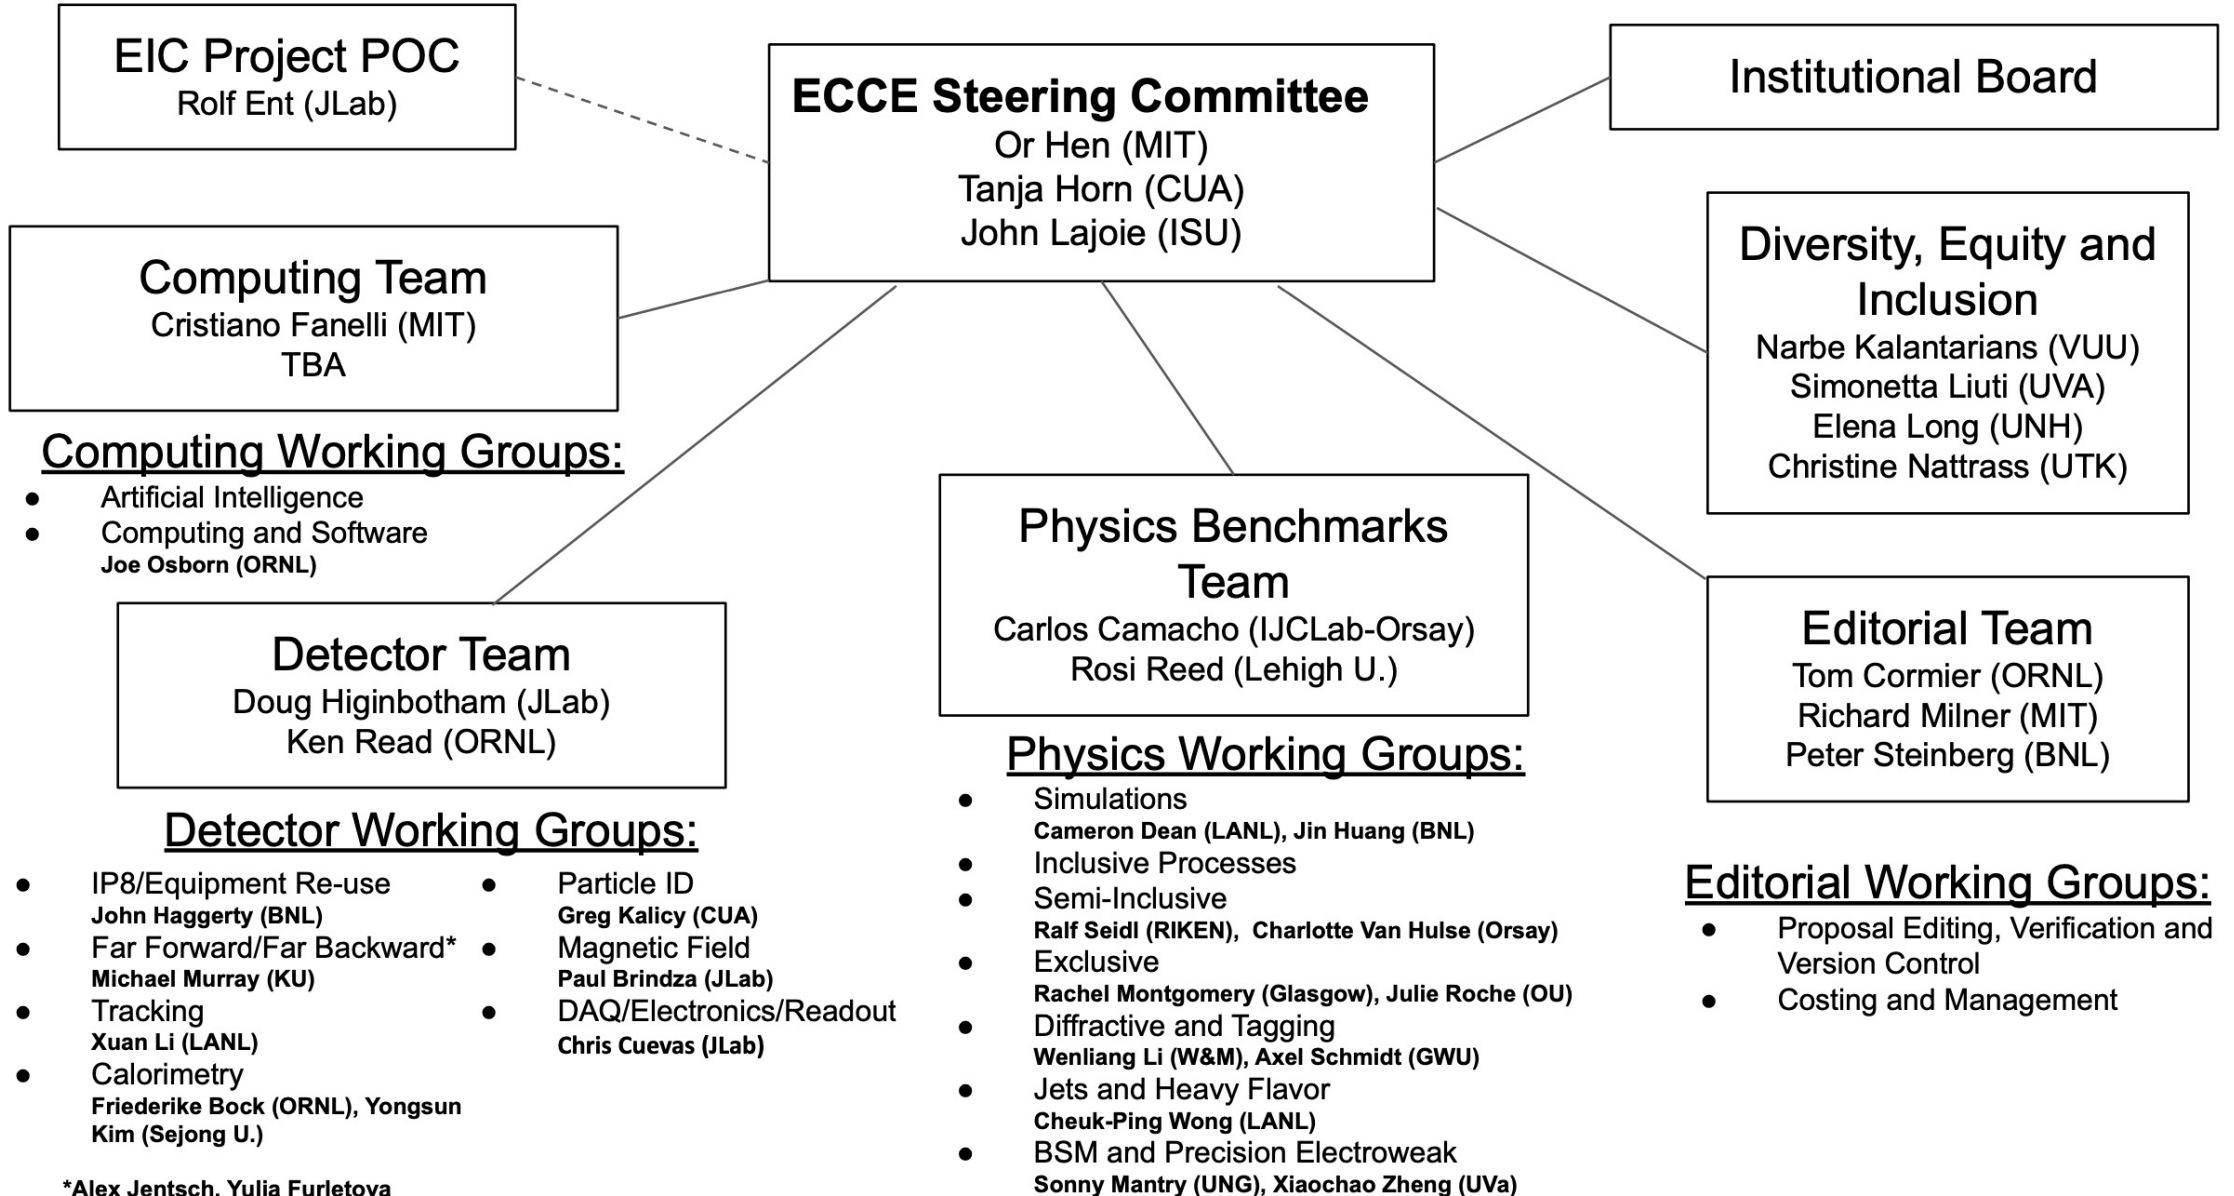 EIC Project POC
Rolf Ent (JLab)
ECCE Steering Committee
Or Hen (MIT)
Tanja Horn (CUA)
John Lajoie (ISU)
Institutional Board
Computing Team
Cristiano Fanelli (MIT)
TBA
Computing Working Groups:
● Artificial Intelligence
● Computing and Software
Joe Osborn (ORNL)
Diversity, Equity and
Inclusion
Narbe Kalantarians (VUU)
Simonetta Liuti (UVA)
Elena Long (UNH)
Christine Nattrass (UTK)
Detector Team
Doug Higinbotham (JLab)
Ken Read (ORNL)
Detector Working Groups:
● IP8/Equipment Re-use
John Haggerty (BNL)
● Far Forward/Far Backward*
Michael Murray (KU)
● Tracking
Xuan Li (LANL)
● Calorimetry
Friederike Bock (ORNL), Yongsun
Kim (Sejong U.)
*Alex Jentsch, Yulia Furletova
● Particle ID
Greg Kalicy (CUA)
● Magnetic Field
Paul Brindza (JLab)
● DAQ/Electronics/Readout
Chris Cuevas (JLab)
Physics Benchmarks
Team
Carlos Camacho (IJCLab-Orsay)
Rosi Reed (Lehigh U.)
Physics Working Groups:
● Simulations
Cameron Dean (LANL), Jin Huang (BNL)
● Inclusive Processes
● Semi-Inclusive
Ralf Seidl (RIKEN), Charlotte Van Hulse (Orsay)
● Exclusive
Rachel Montgomery (Glasgow), Julie Roche (OU)
● Diffractive and Tagging
Wenliang Li (W&M), Axel Schmidt (GWU)
● Jets and Heavy Flavor
Cheuk-Ping Wong (LANL)
● BSM and Precision Electroweak
Sonny Mantry (UNG), Xiaochao Zheng (UVa)
Editorial Team
Tom Cormier (ORNL)
Richard Milner (MIT)
Peter Steinberg (BNL)
Editorial Working Groups:
● Proposal Editing, Verification and
Version Control
● Costing and Management